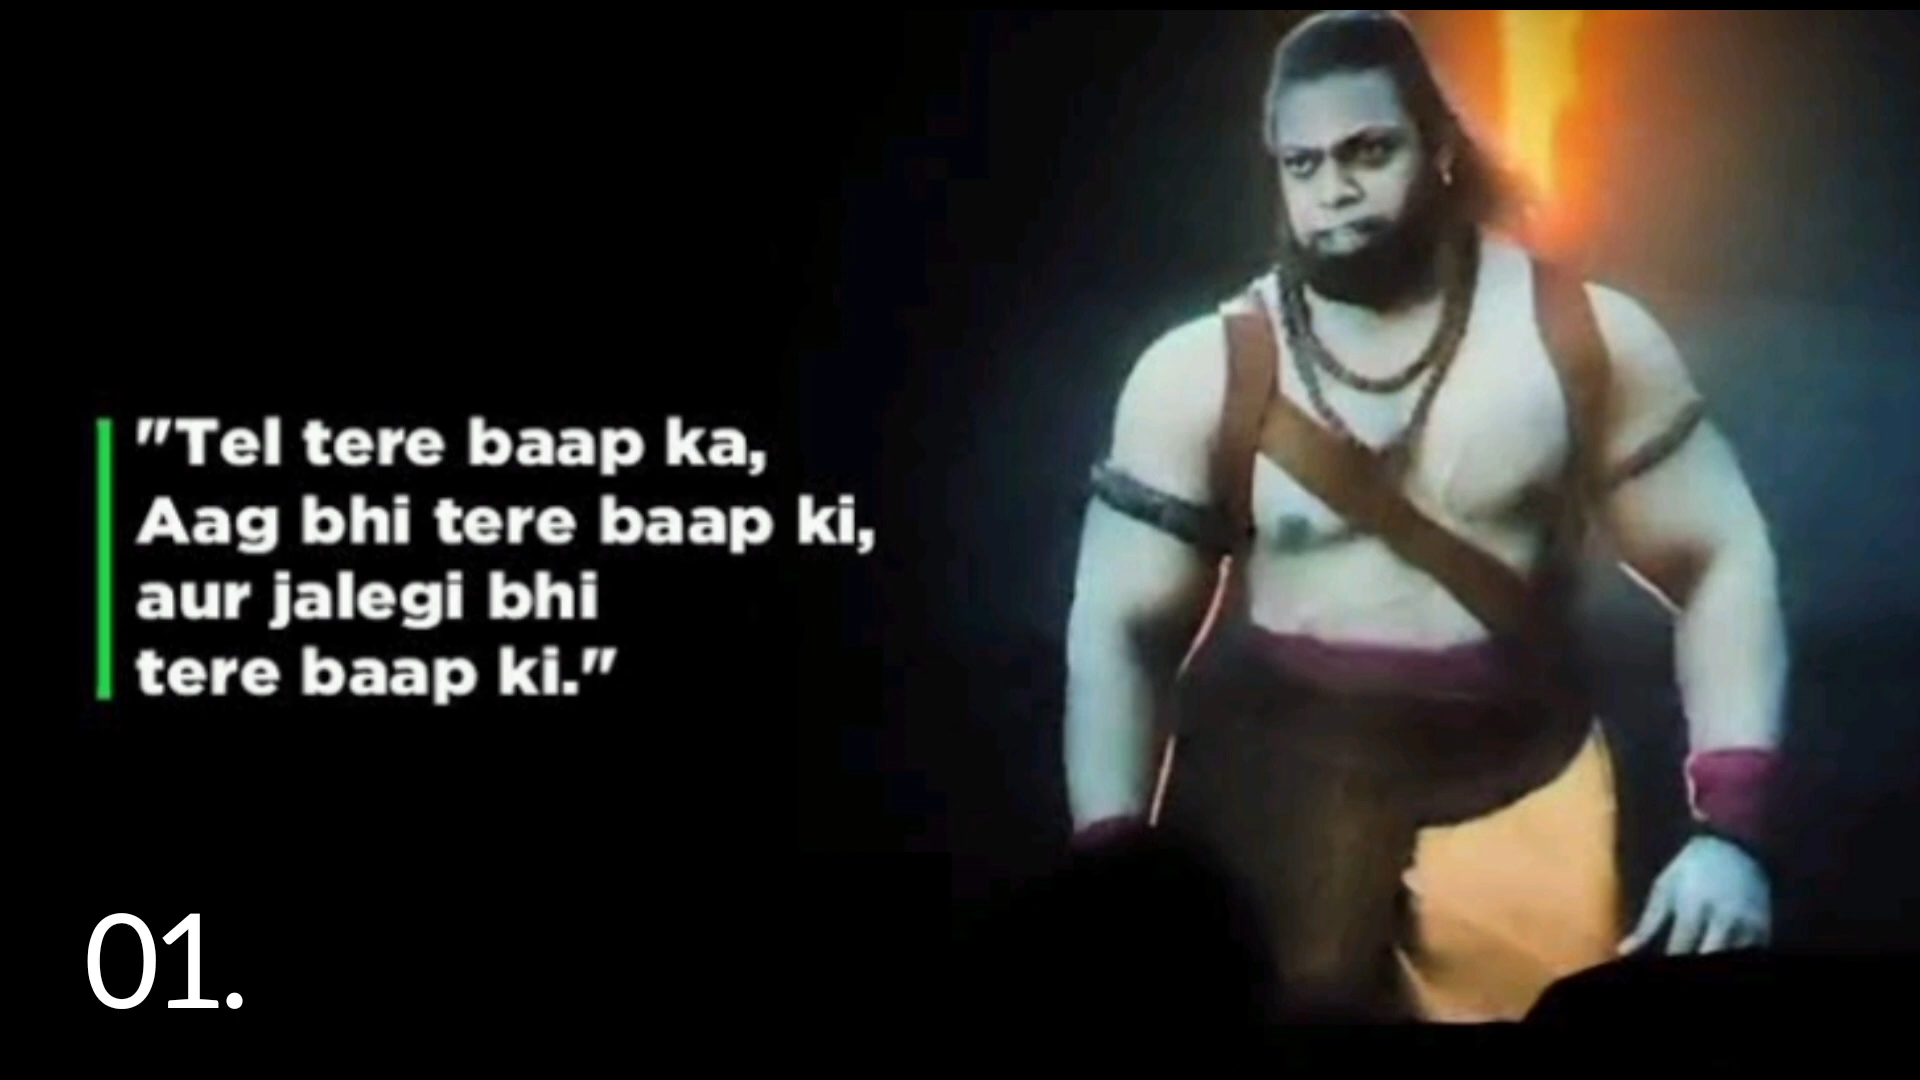 "Tel tere baap ka,
Aag bhi tere baap ki,
aur jalegi bhi
tere baap ki."
01.